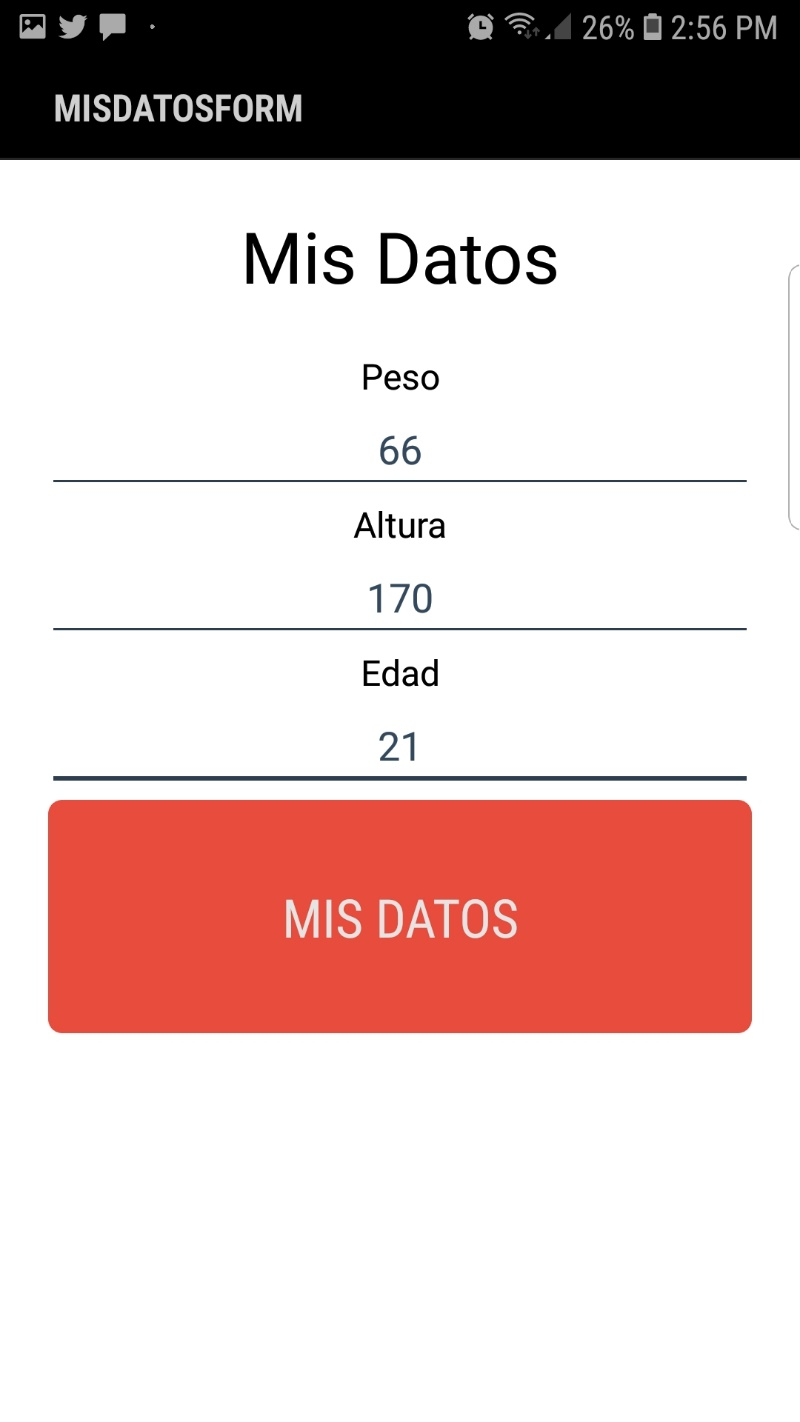 26% 2:56 PM
MISDATOSFORM
Mis Datos
Peso
66
Altura
170
Edad
21
MIS DATOS